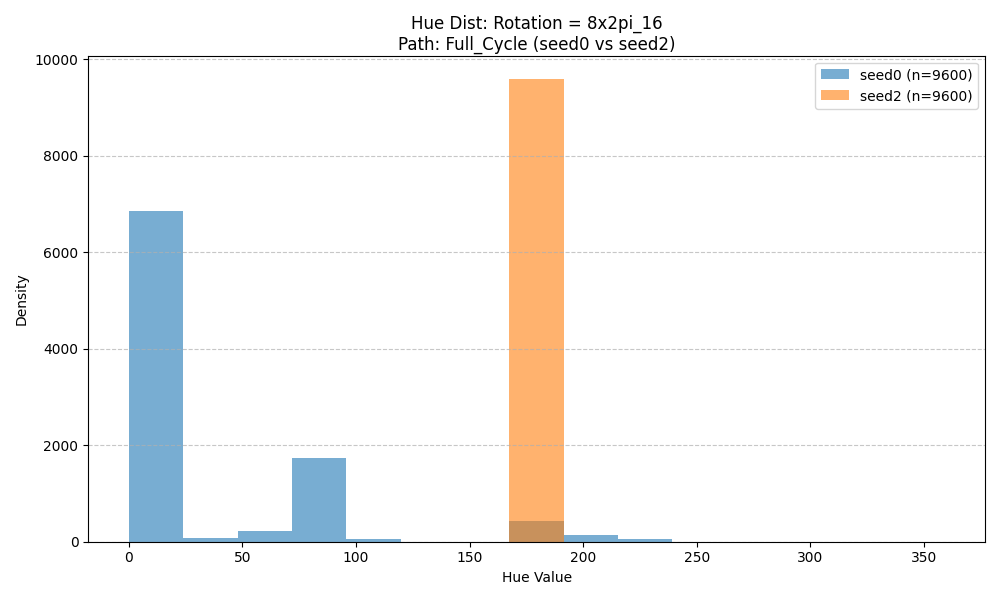 Hue Dist: Rotation = 8x2pi_16
Path: Full_Cycle (seed0 vs seed2)
seed0 (n=9600)
seed2 (n=9600)
10000
8000
6000
4000
2000
0
Density
0 50 100 150 200 250 300 350
Hue Value